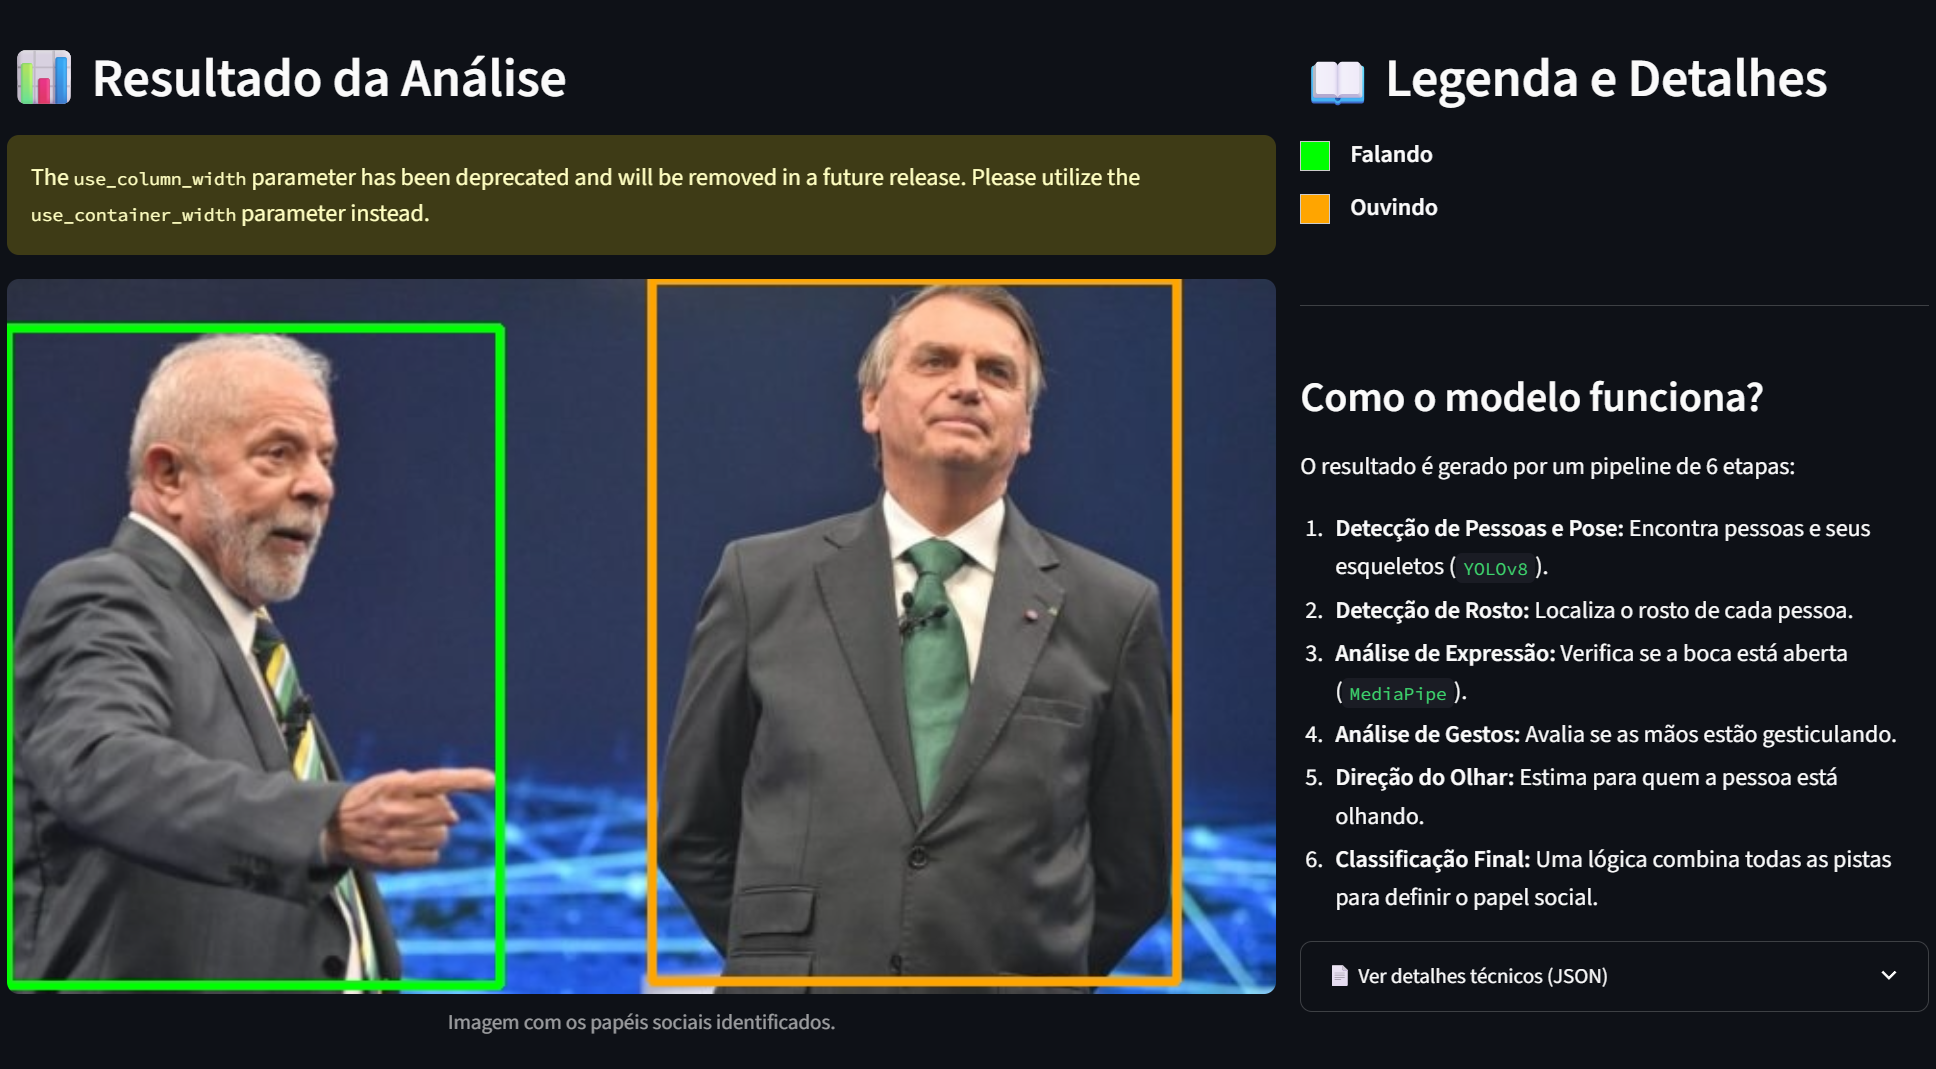 Resultado da Análise
The use_column_width parameter has been deprecated and will be removed in a future release. Please utilize the
use_container_width parameter instead.
Imagem com os papéis sociais identificados.
Legenda e Detalhes
Falando
Ouvindo
Como o modelo funciona?
O resultado é gerado por um pipeline de 6 etapas:
1. Detecção de Pessoas e Pose: Encontra pessoas e seus
esqueletos ( YOLOv8 ).
2. Detecção de Rosto: Localiza o rosto de cada pessoa.
3. Análise de Expressão: Verifica se a boca está aberta
( MediaPipe ).
4. Análise de Gestos: Avalia se as mãos estão gesticulando.
5. Direção do Olhar: Estima para quem a pessoa está
olhando.
6. Classificação Final: Uma lógica combina todas as pistas
para definir o papel social.
Ver detalhes técnicos (JSON)